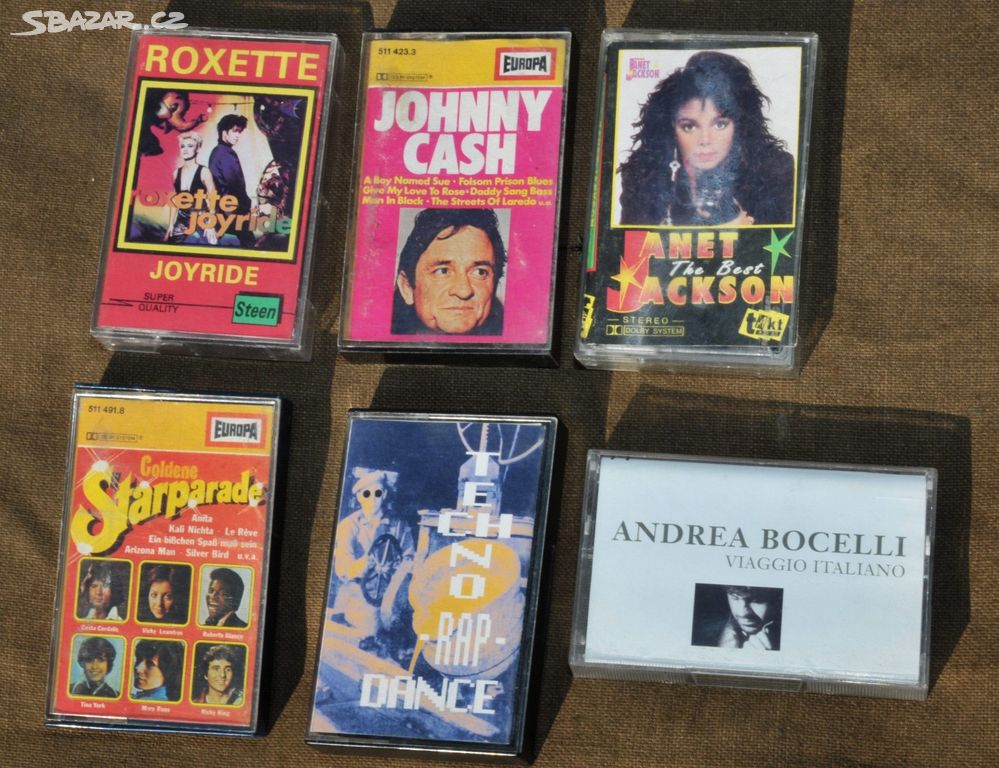 SBAZAR.CZ
ROXETTE
roxette
joyride
JOYRIDE
SUPER
QUALITY
Steen
511 423.3
DOLBY SYSTEM
EUROPA
JOHNNY
CASH
A Boy Named Sue · Folsom Prison Blues
Give My Love To Rose · Daddy Sang Bass
Man In Black · The Streets Of Laredo u.a.
JANET
JACKSON
JANET
The Best
JACKSON
STEREO
DOLBY SYSTEM
takt
511 491.8
DOLBY SYSTEM
EUROPA
Goldene
Starparade
Anita
Kali Nichta · Le Rêve
Ein bißchen Spaß muß sein
Arizona Man · Silver Bird u.v.a.
Costa Cordalis Vicky Leandros Roberto Blanco
Tina York Mary Roos Ricky King
TECHNO
-RAP-
DANCE
ANDREA BOCELLI
VIAGGIO ITALIANO